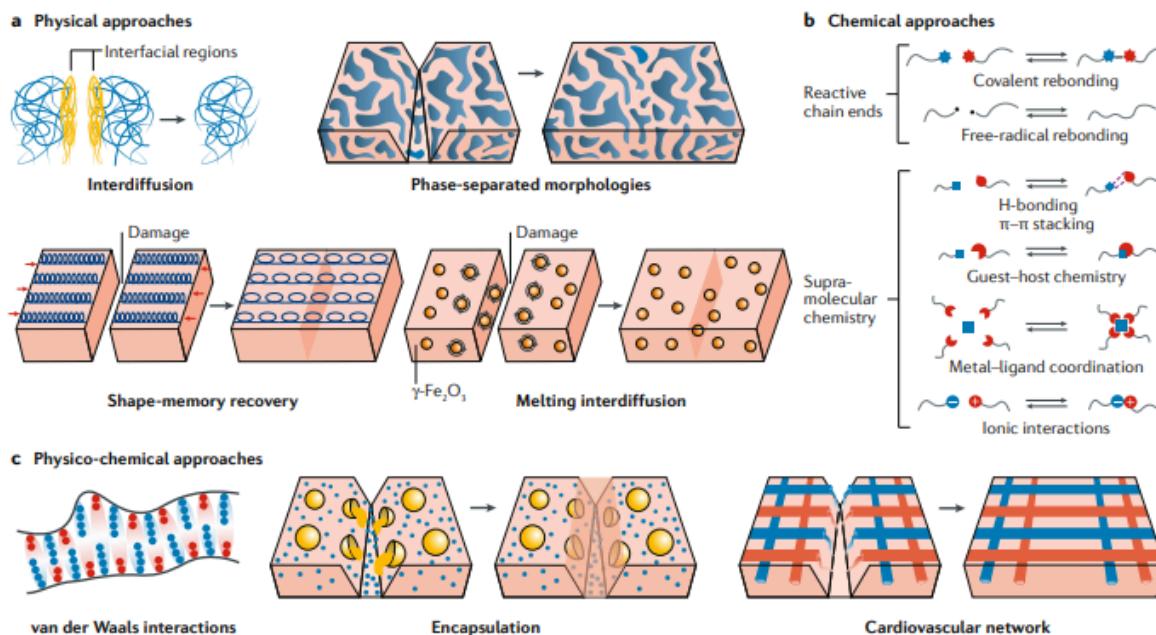 a Physical approaches
Interfacial regions
Interdiffusion
Phase-separated morphologies
Damage
Shape-memory recovery
Damage
γ-Fe₂O₃
Melting interdiffusion
b Chemical approaches
Reactive
chain ends
Covalent rebonding
Free-radical rebonding
Supra-
molecular
chemistry
H-bonding
π–π stacking
Guest–host chemistry
Metal–ligand coordination
− +
−+
Ionic interactions
c Physico-chemical approaches
van der Waals interactions
Encapsulation
Cardiovascular network